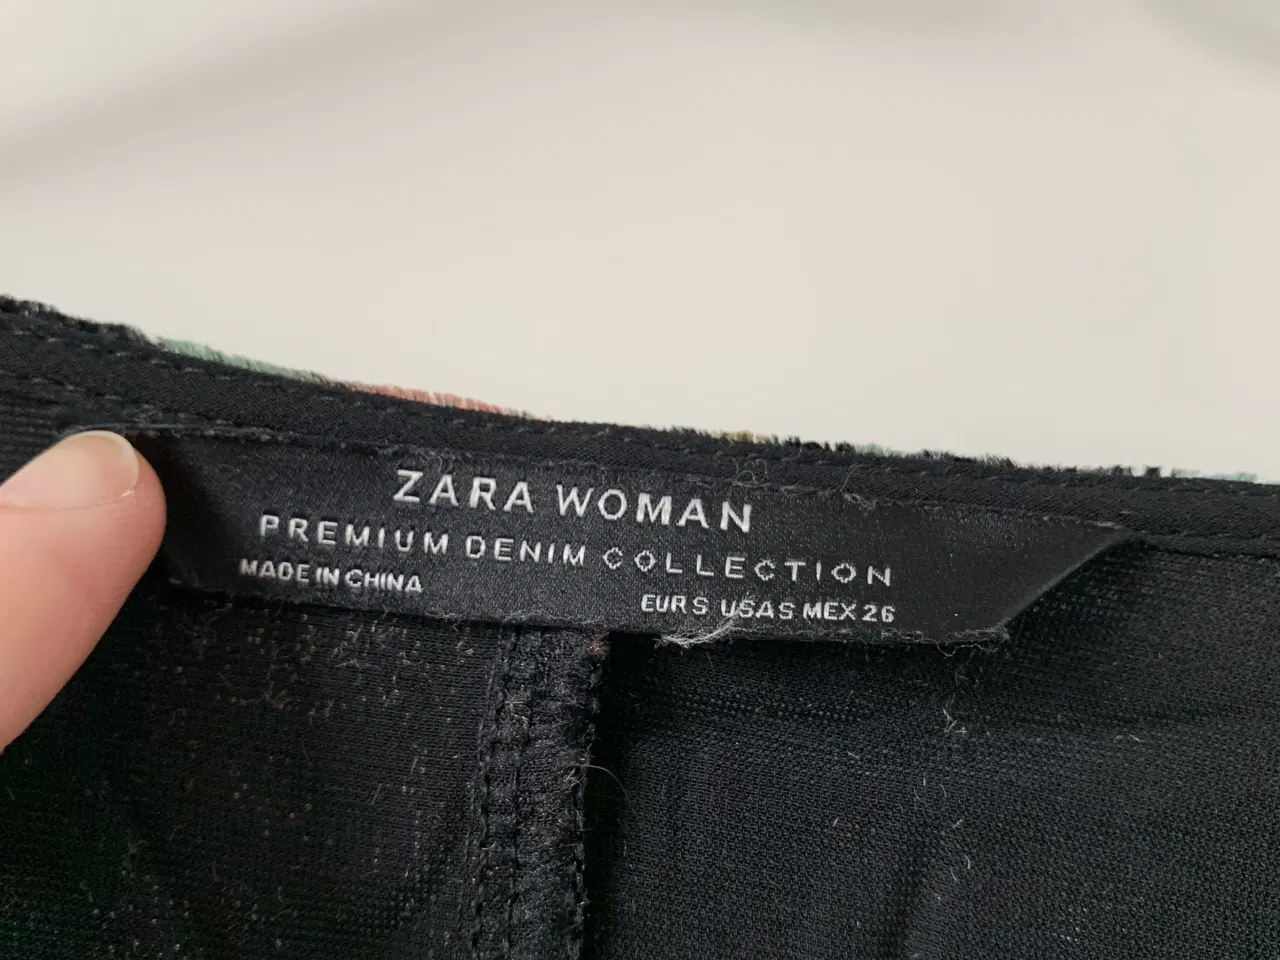 ZARA WOMAN
PREMIUM DENIM COLLECTION
MADE IN CHINA
EUR S USA S MEX 26